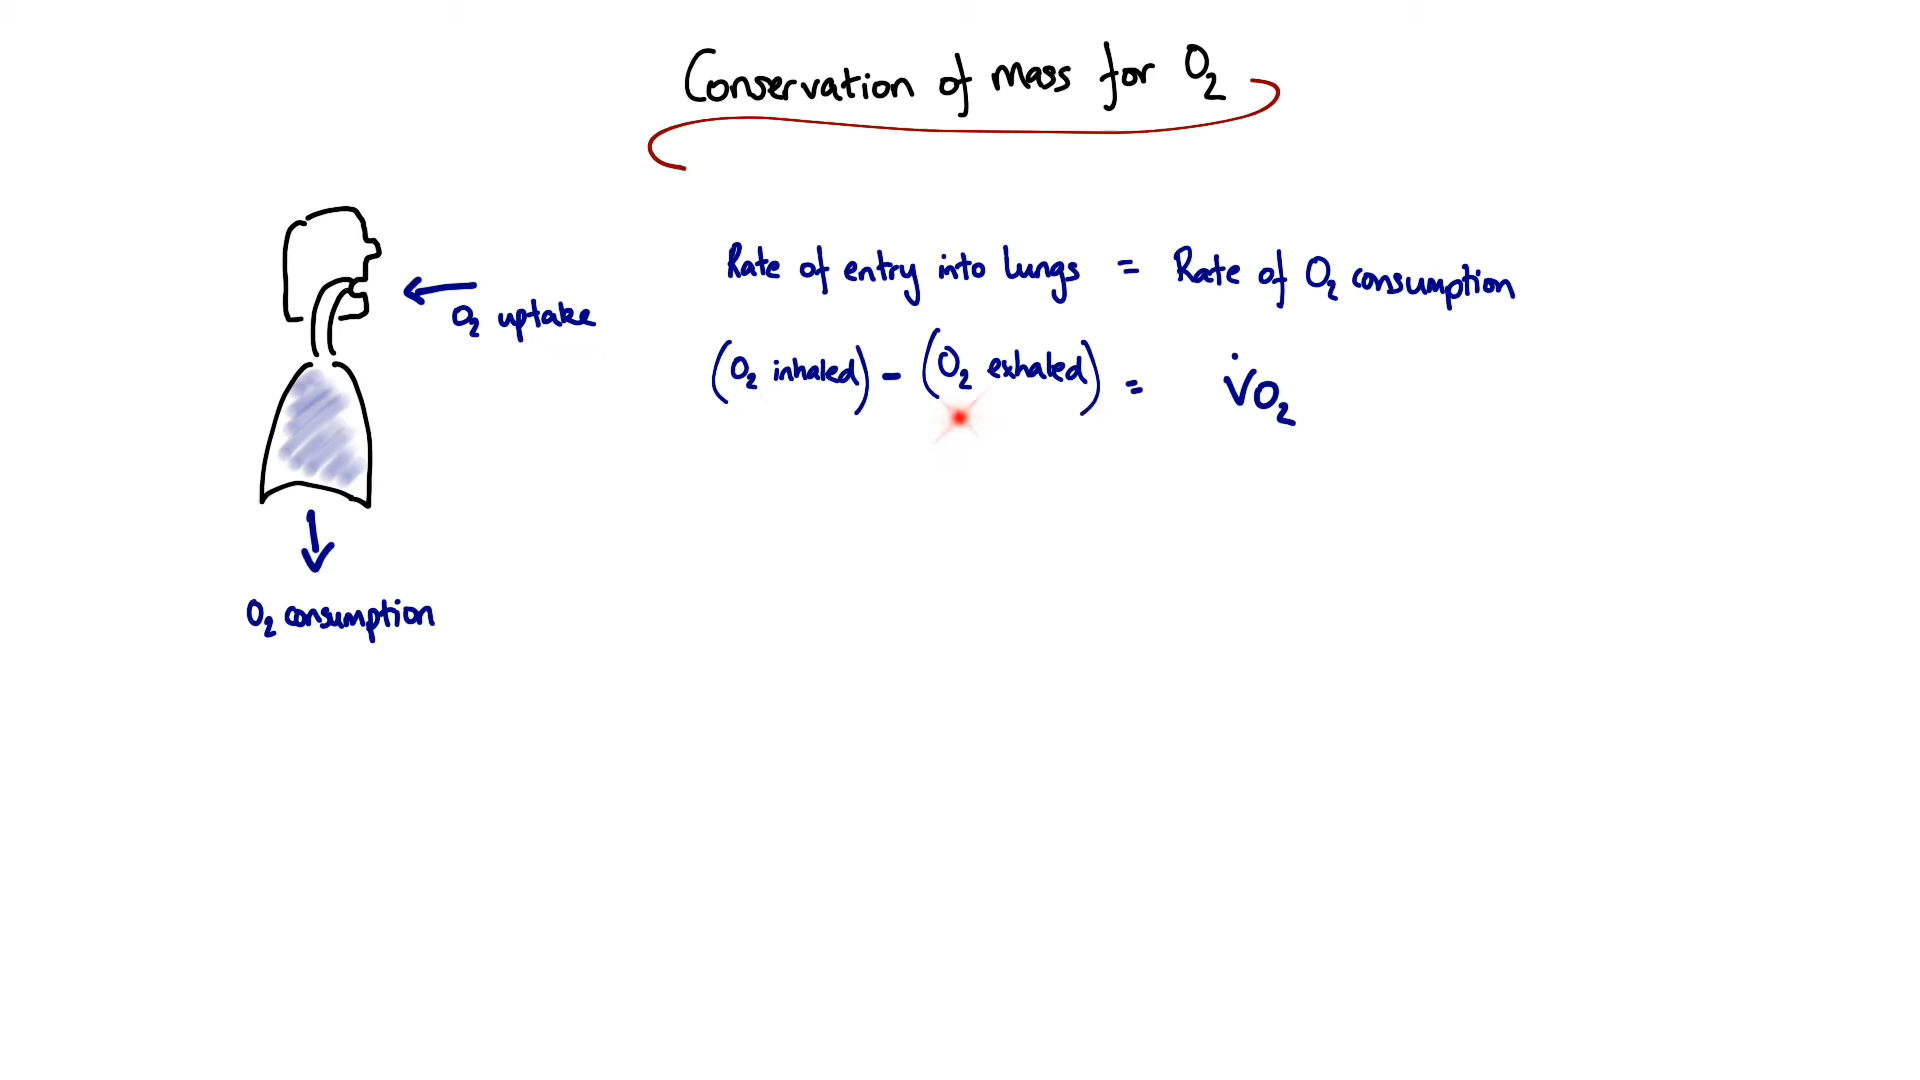 Conservation of mass for O₂
Rate of entry into lungs = Rate of O₂ consumption
O₂ uptake
(O₂ inhaled) - (O₂ exhaled) = V̇O₂
O₂ consumption